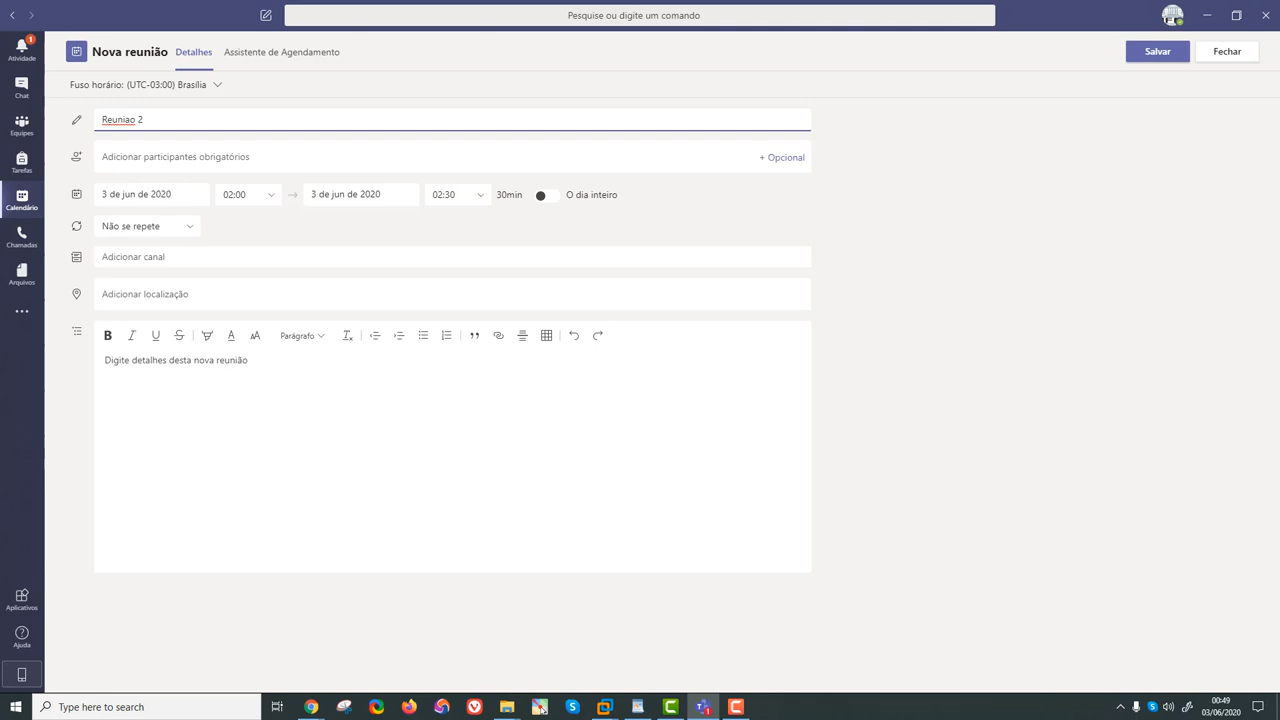 Pesquise ou digite um comando
1
Atividade
Chat
Equipes
Tarefas
Calendário
Chamadas
Arquivos
Aplicativos
Ajuda
Nova reunião Detalhes Assistente de Agendamento Salvar Fechar
Fuso horário: (UTC-03:00) Brasília
Reuniao 2
Adicionar participantes obrigatórios + Opcional
3 de jun de 2020 02:00 3 de jun de 2020 02:30 30min O dia inteiro
Não se repete
Adicionar canal
Adicionar localização
B I U S A AA Parágrafo
Digite detalhes desta nova reunião
Type here to search
00:49
03/06/2020